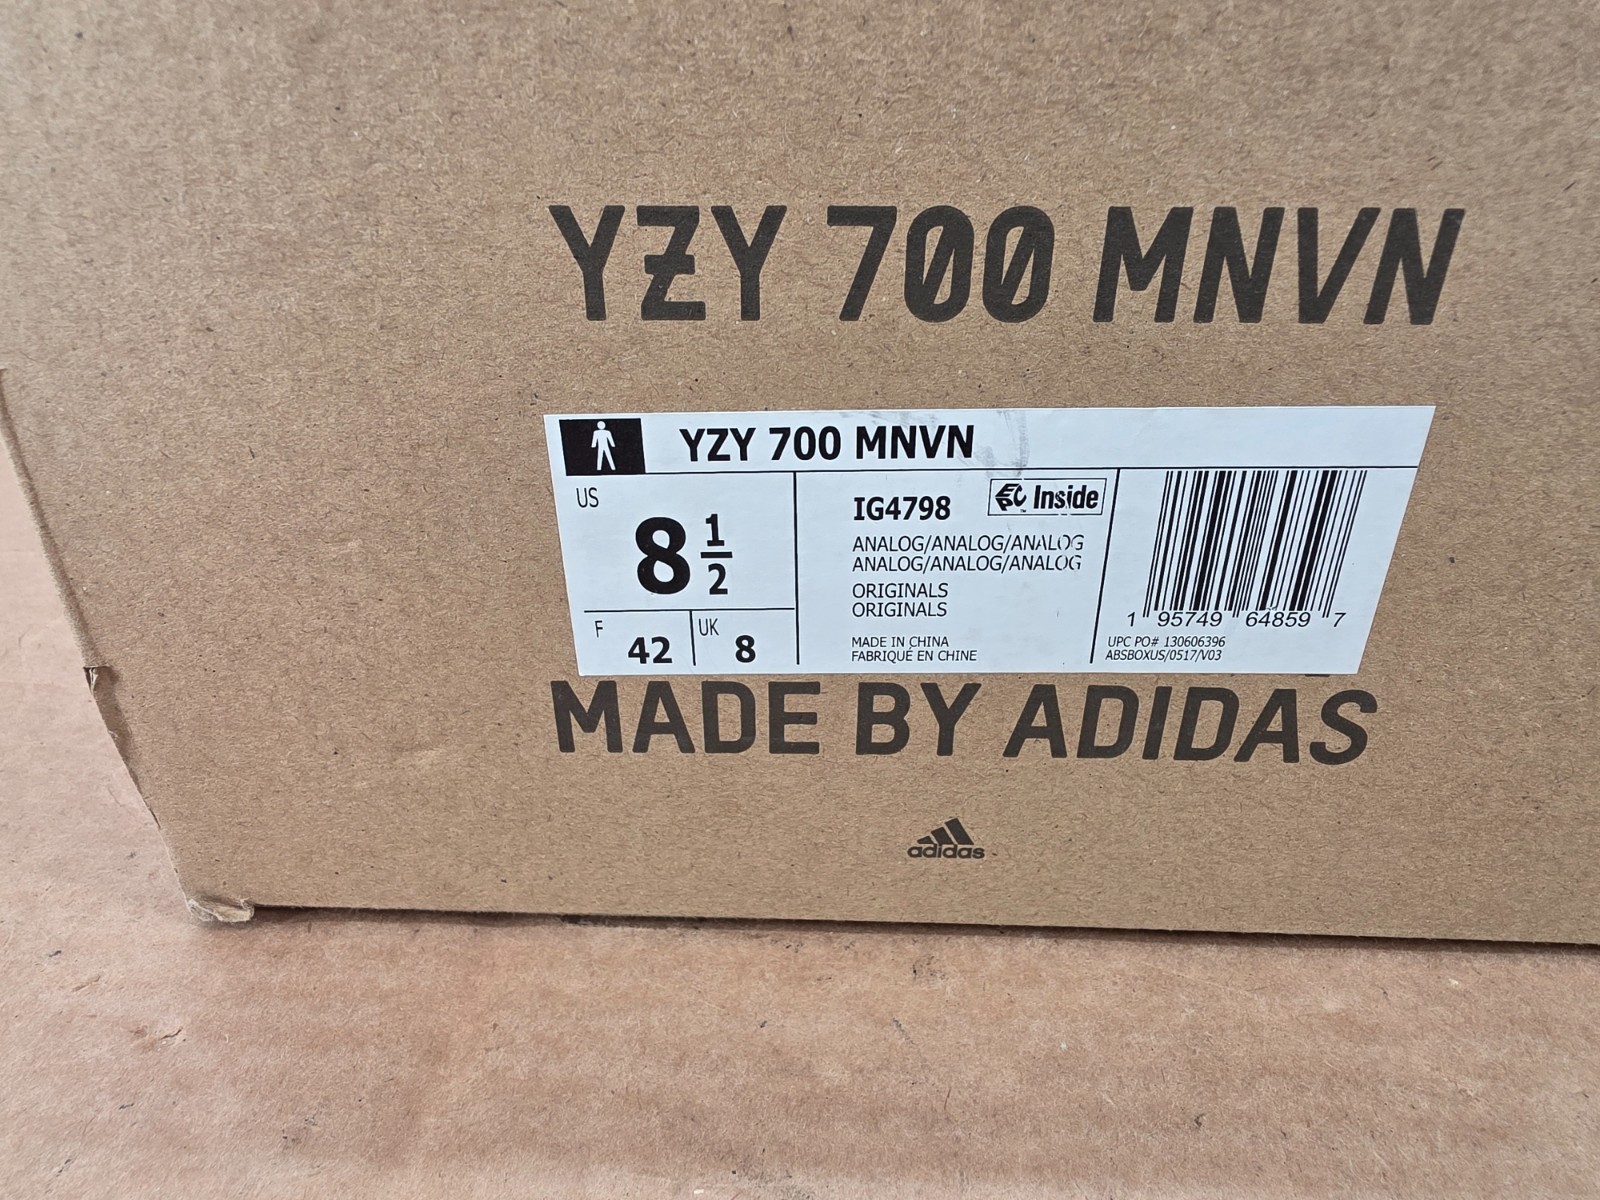 YZY 700 MNVN
YZY 700 MNVN
US
8 1/2
F 42
UK 8
IG4798
EPC Inside
ANALOG/ANALOG/ANALOG
ANALOG/ANALOG/ANALOG
ORIGINALS
ORIGINALS
MADE IN CHINA
FABRIQUÉ EN CHINE
1 95749 64859 7
UPC PO# 130606396
ABSBOXUS/0517/V03
MADE BY ADIDAS
adidas